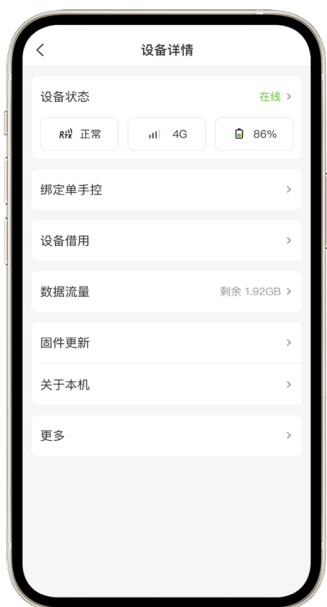 设备详情
设备状态 在线
RTK 正常 4G 86%
绑定单手控
设备借用
数据流量 剩余 1.92GB
固件更新
关于本机
更多